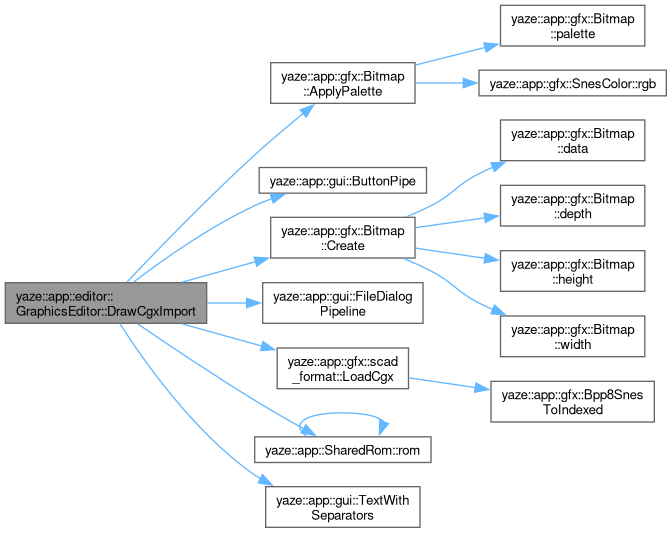 yaze::app::editor::
GraphicsEditor::DrawCgxImport
yaze::app::gfx::Bitmap
::ApplyPalette
yaze::app::gfx::Bitmap
::palette
yaze::app::gfx::SnesColor::rgb
yaze::app::gui::ButtonPipe
yaze::app::gfx::Bitmap
::Create
yaze::app::gfx::Bitmap
::data
yaze::app::gfx::Bitmap
::depth
yaze::app::gfx::Bitmap
::height
yaze::app::gfx::Bitmap
::width
yaze::app::gui::FileDialog
Pipeline
yaze::app::gfx::scad
_format::LoadCgx
yaze::app::gfx::Bpp8Snes
ToIndexed
yaze::app::SharedRom::rom
yaze::app::gui::TextWith
Separators